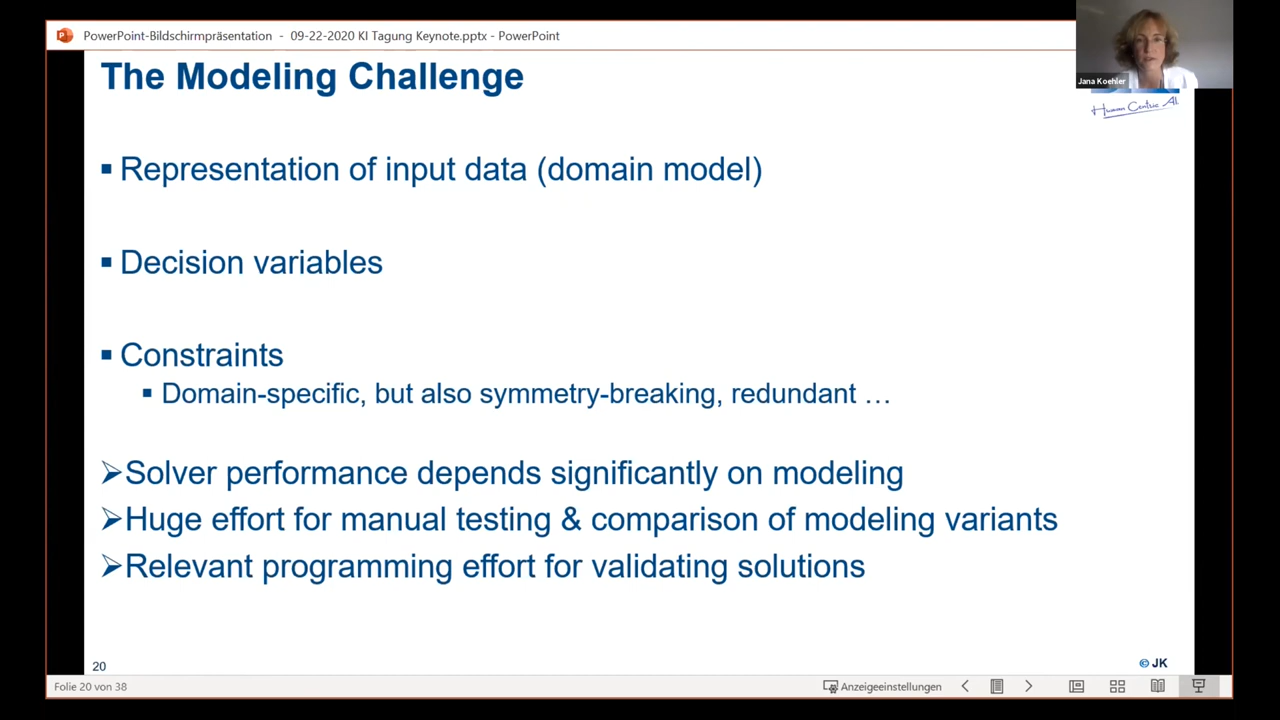 PowerPoint-Bildschirmpräsentation - 09-22-2020 KI Tagung Keynote.pptx - PowerPoint
Jana Koehler
The Modeling Challenge
Human Centric AI
▪ Representation of input data (domain model)
▪ Decision variables
▪ Constraints
▪ Domain-specific, but also symmetry-breaking, redundant …
➢Solver performance depends significantly on modeling
➢Huge effort for manual testing & comparison of modeling variants
➢Relevant programming effort for validating solutions
20
© JK
Folie 20 von 38
Anzeigeeinstellungen